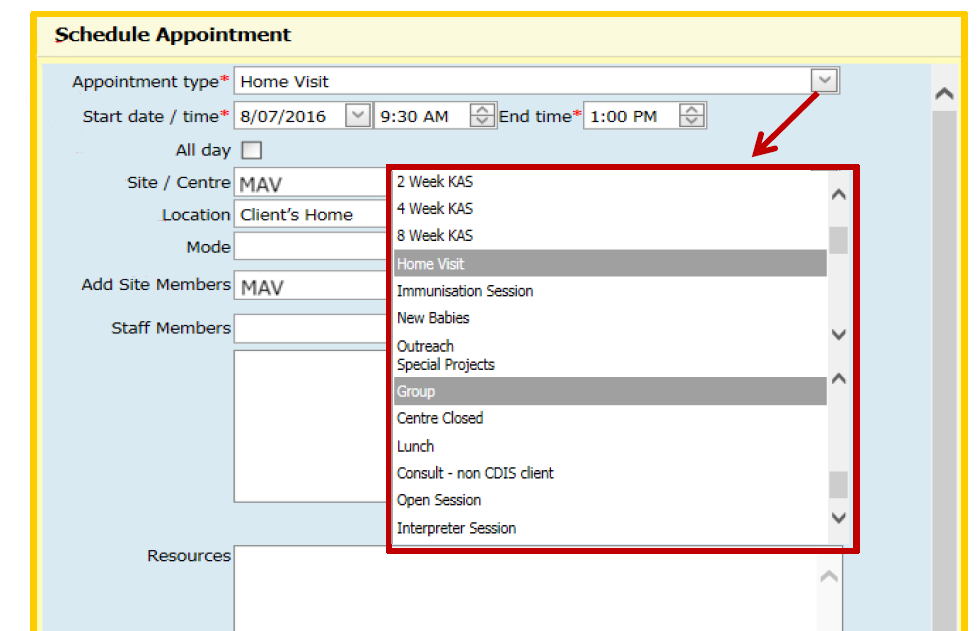 Schedule Appointment
Appointment type* Home Visit
Start date / time* 8/07/2016 9:30 AM End time* 1:00 PM
All day
Site / Centre MAV
Location Client's Home
Mode
Add Site Members MAV
Staff Members
2 Week KAS
4 Week KAS
8 Week KAS
Home Visit
Immunisation Session
New Babies
Outreach
Special Projects
Group
Centre Closed
Lunch
Consult - non CDIS client
Open Session
Interpreter Session
Resources